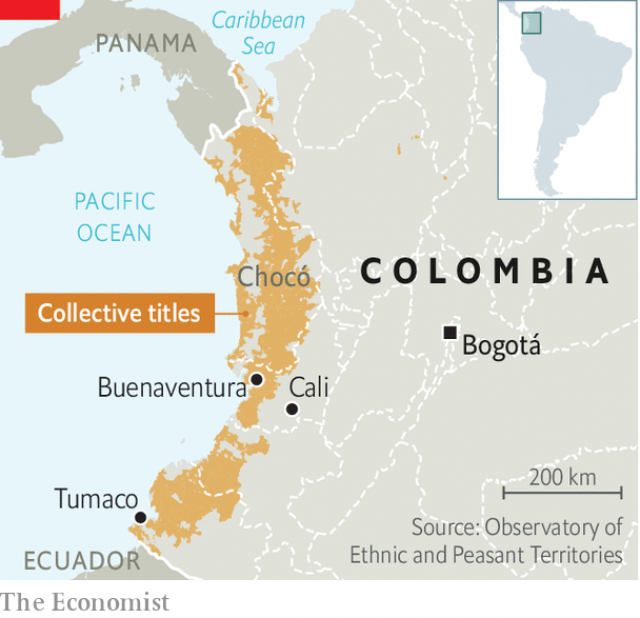 Caribbean
Sea
PANAMA
PACIFIC
OCEAN
Chocó
COLOMBIA
Collective titles
Bogotá
Buenaventura
Cali
200 km
Tumaco
Source: Observatory of
Ethnic and Peasant Territories
ECUADOR
The Economist